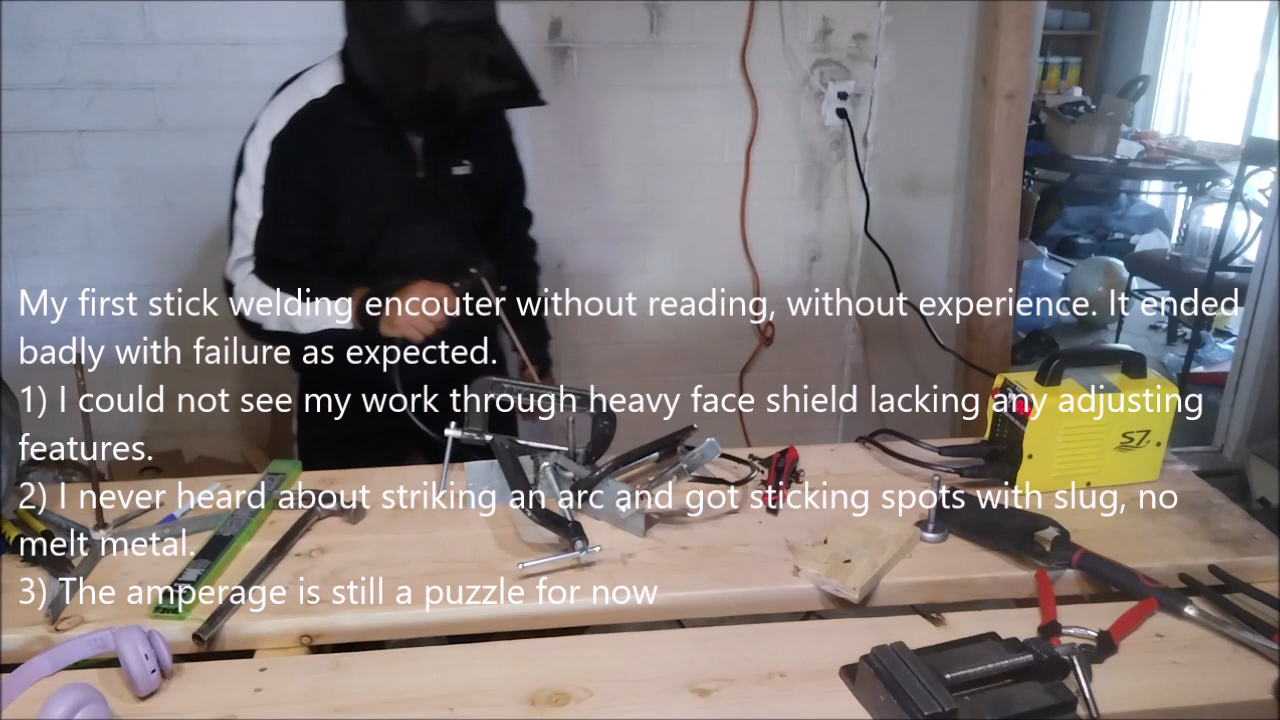 My first stick welding encouter without reading, without experience. It ended
badly with failure as expected.
1) I could not see my work through heavy face shield lacking any adjusting
features.
2) I never heard about striking an arc and got sticking spots with slug, no
melt metal.
3) The amperage is still a puzzle for now
S7